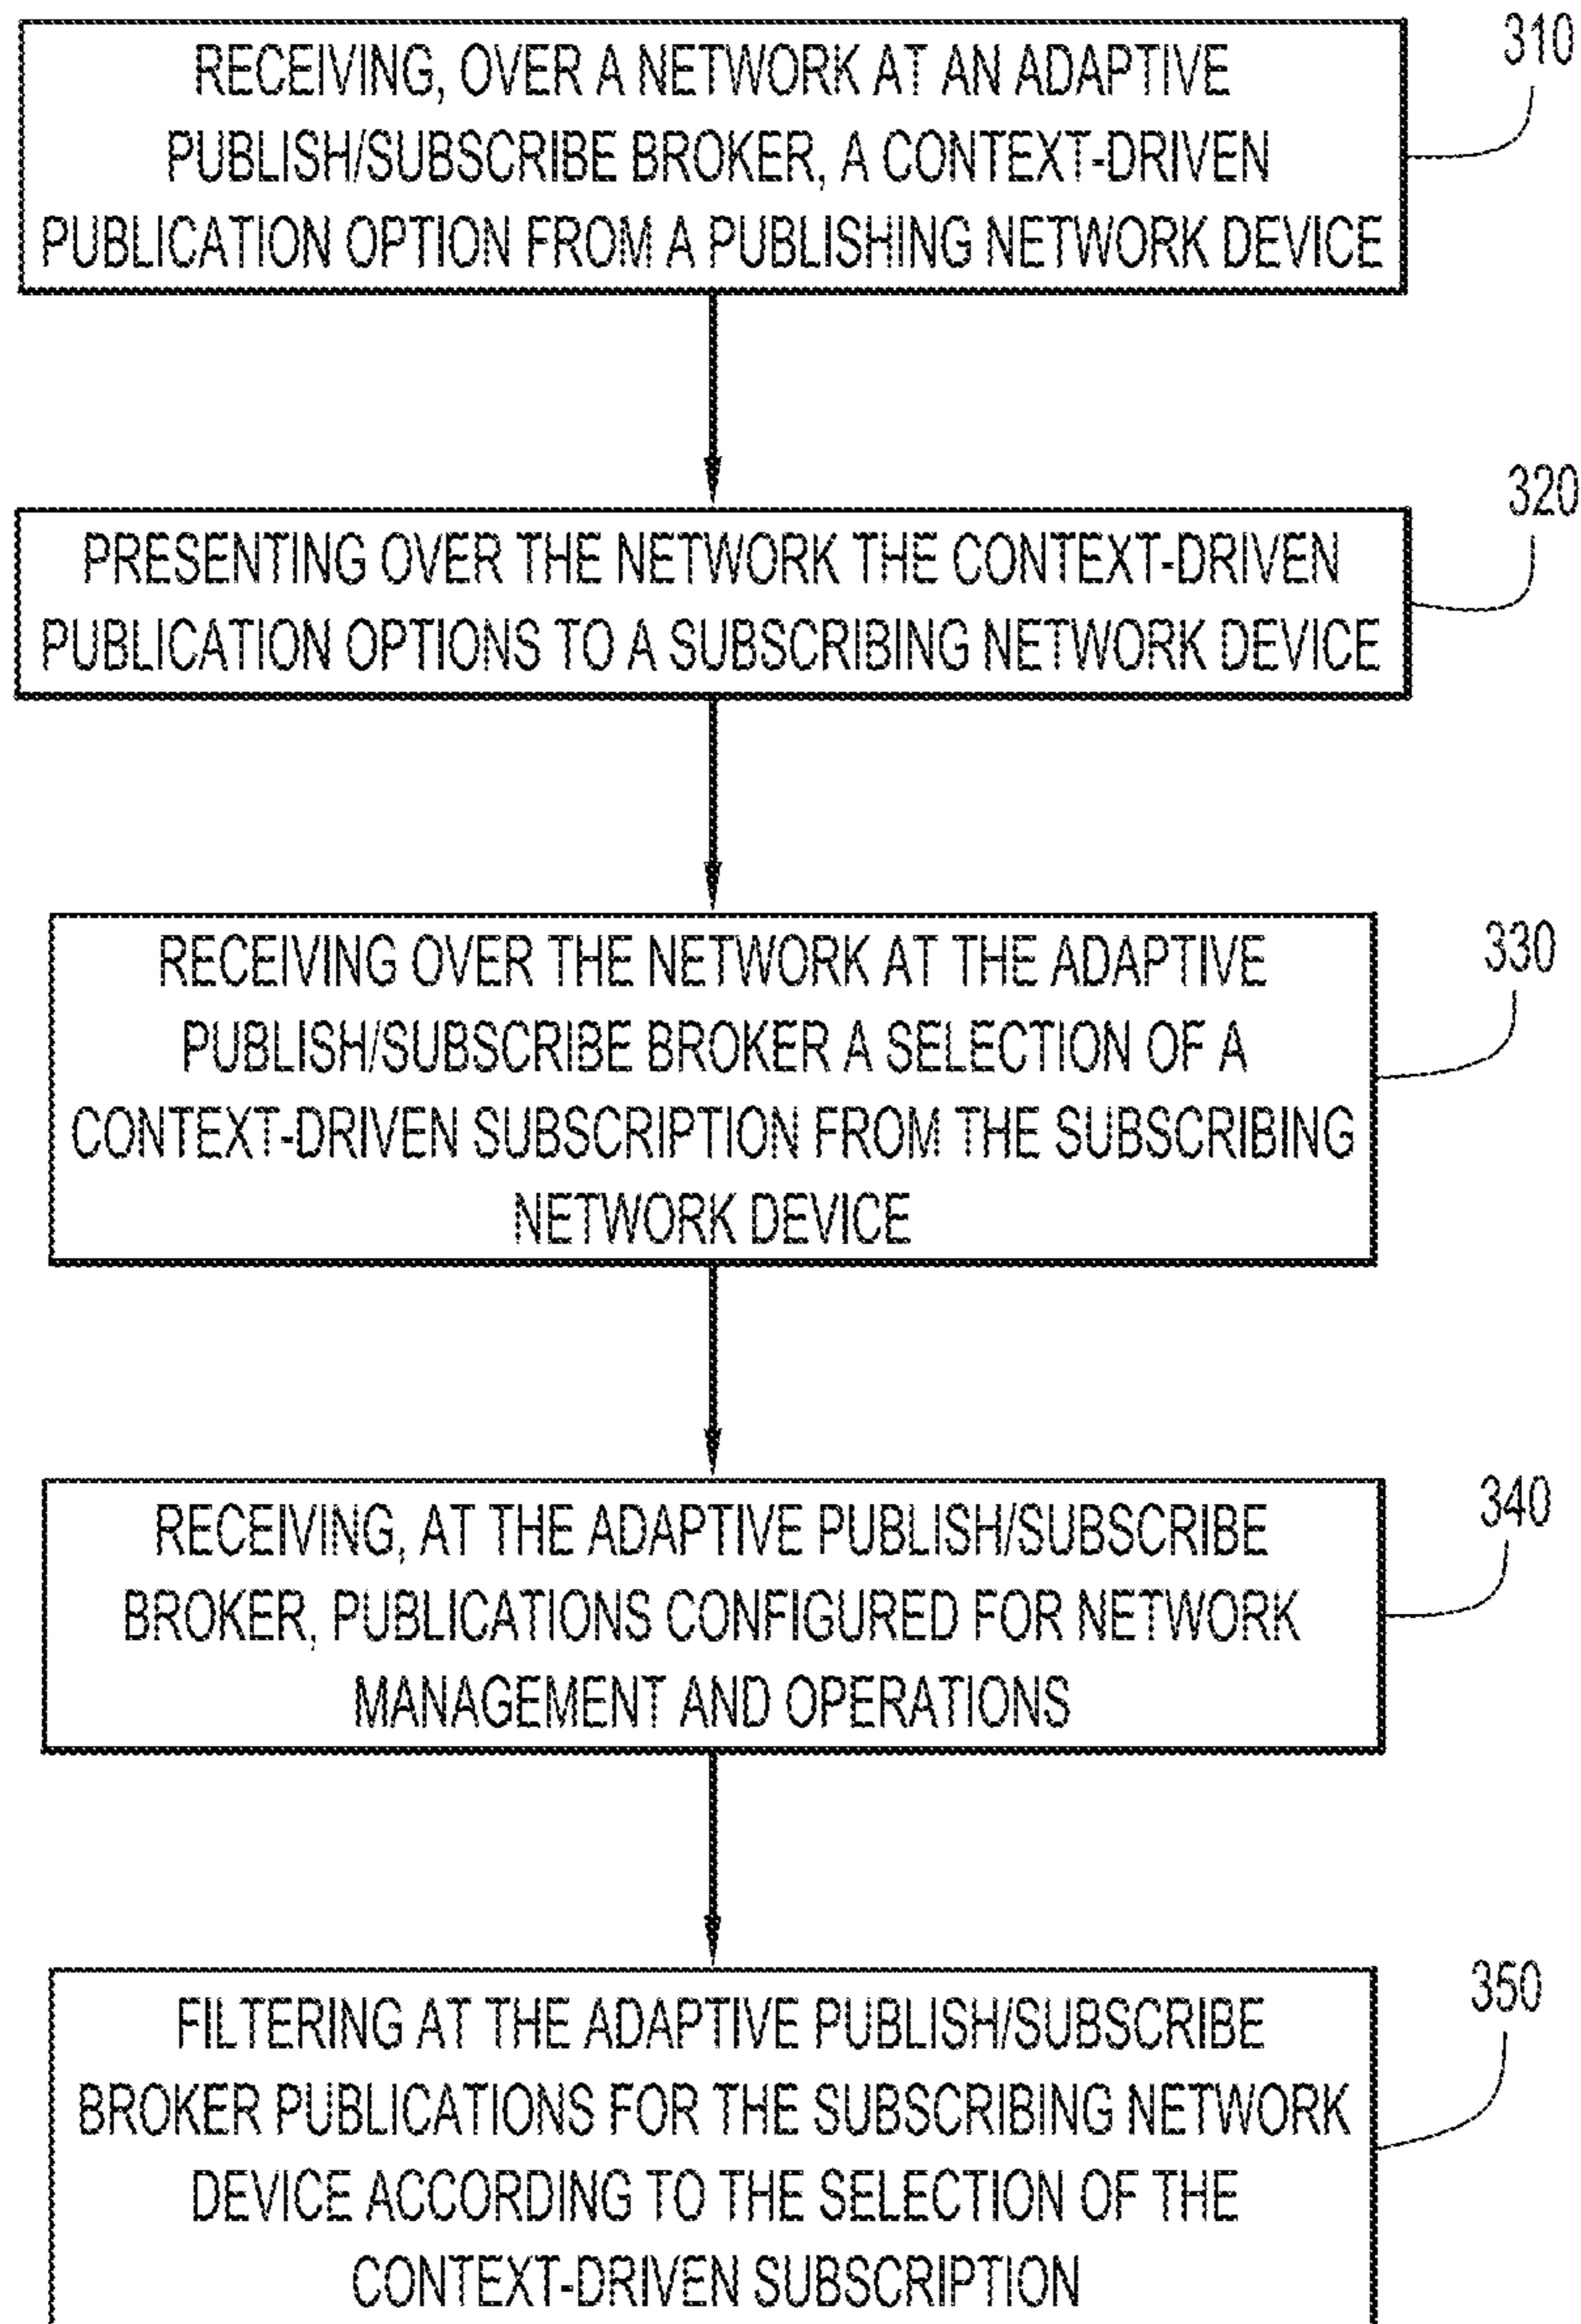 RECEIVING, OVER A NETWORK AT AN ADAPTIVE
PUBLISH/SUBSCRIBE BROKER, A CONTEXT-DRIVEN
PUBLICATION OPTION FROM A PUBLISHING NETWORK DEVICE
310
PRESENTING OVER THE NETWORK THE CONTEXT-DRIVEN
PUBLICATION OPTIONS TO A SUBSCRIBING NETWORK DEVICE
320
RECEIVING OVER THE NETWORK AT THE ADAPTIVE
PUBLISH/SUBSCRIBE BROKER A SELECTION OF A
CONTEXT-DRIVEN SUBSCRIPTION FROM THE SUBSCRIBING
NETWORK DEVICE
330
RECEIVING, AT THE ADAPTIVE PUBLISH/SUBSCRIBE
BROKER, PUBLICATIONS CONFIGURED FOR NETWORK
MANAGEMENT AND OPERATIONS
340
FILTERING AT THE ADAPTIVE PUBLISH/SUBSCRIBE
BROKER PUBLICATIONS FOR THE SUBSCRIBING NETWORK
DEVICE ACCORDING TO THE SELECTION OF THE
CONTEXT-DRIVEN SUBSCRIPTION
350